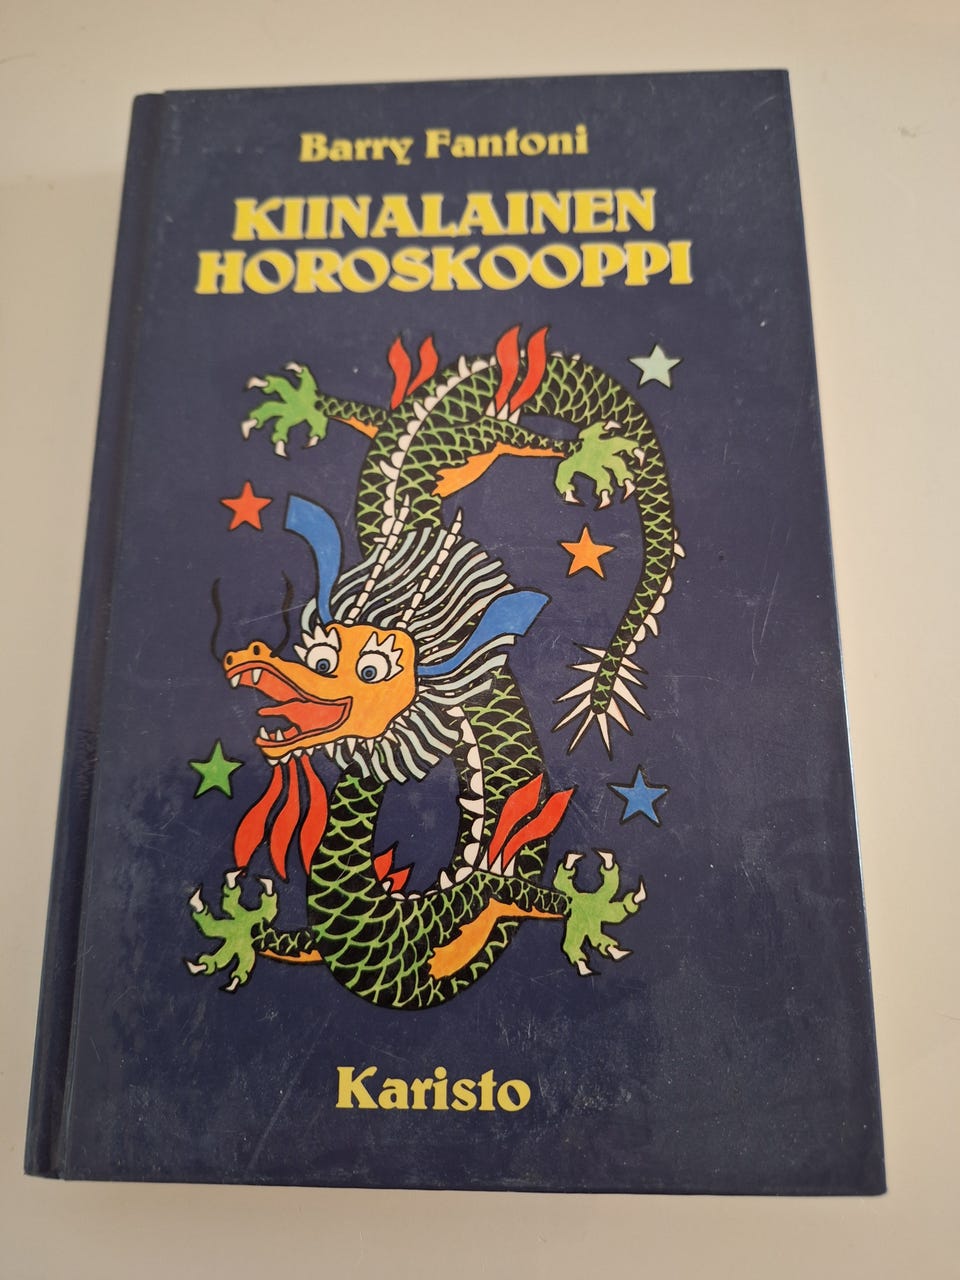 Barry Fantoni
KIINALAINEN
HOROSKOOPPI
Karisto